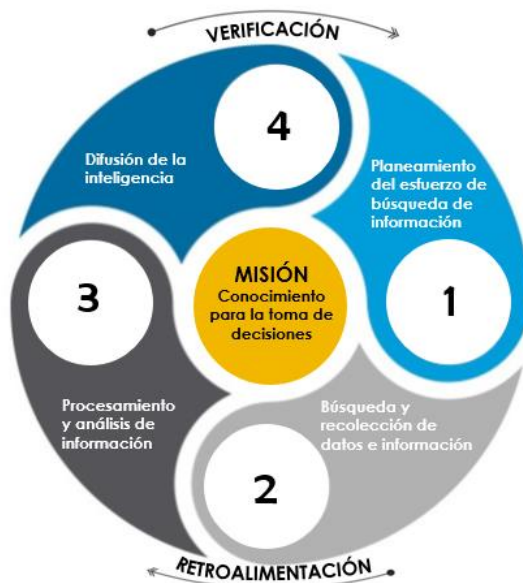 VERIFICACIÓN
4
Difusión de la
inteligencia
Planeamiento
del esfuerzo de
búsqueda de
información
MISIÓN
Conocimiento
para la toma de
decisiones
3
1
Procesamiento
y análisis de
información
Búsqueda y
recolección de
datos e información
2
RETROALIMENTACIÓN